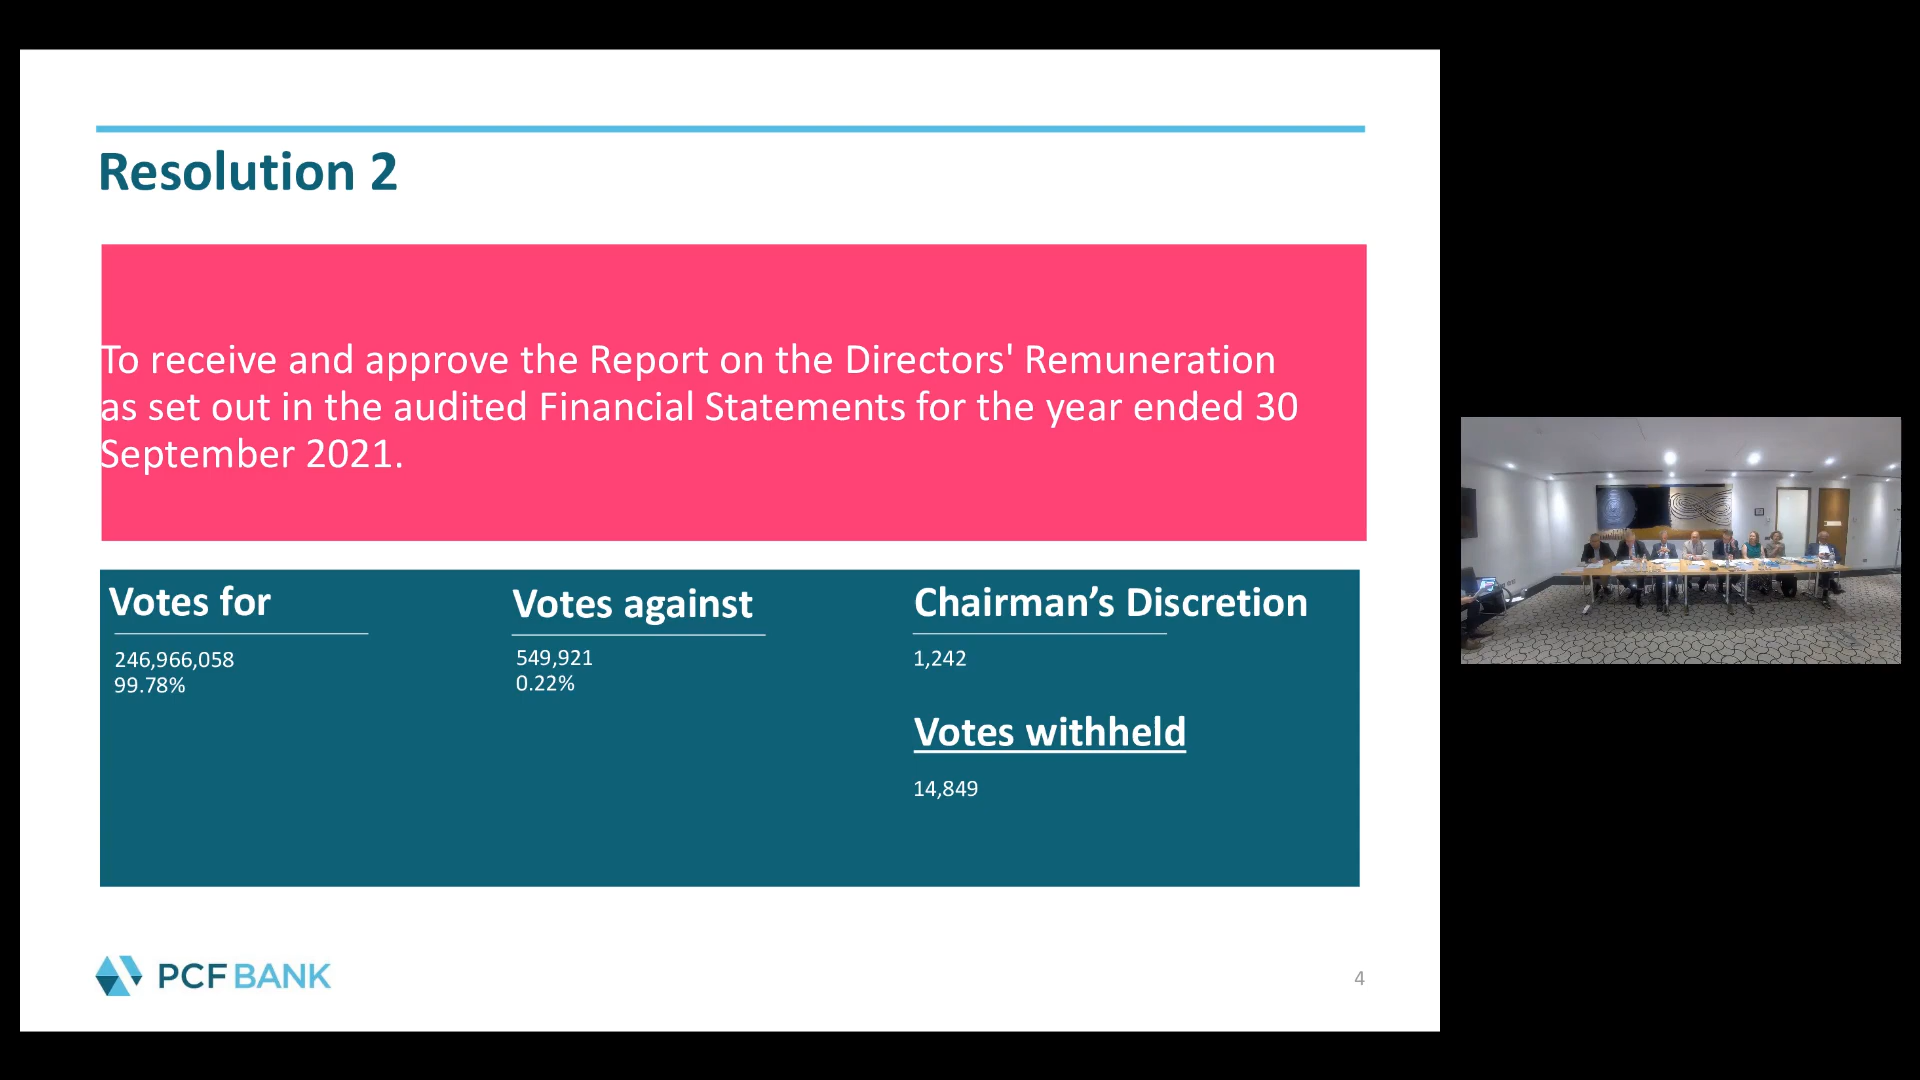 Resolution 2
To receive and approve the Report on the Directors' Remuneration
as set out in the audited Financial Statements for the year ended 30
September 2021.
Votes for
246,966,058
99.78%
Votes against
549,921
0.22%
Chairman’s Discretion
1,242
Votes withheld
14,849
PCF BANK
4